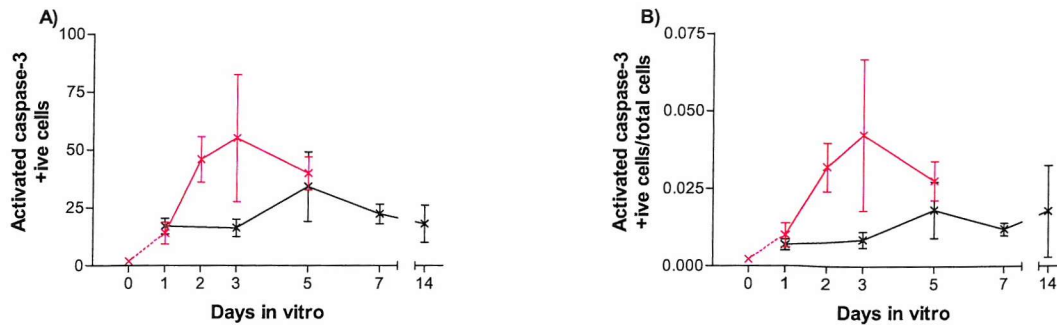 A)
Activated caspase-3
+ive cells
100
75
50
25
0
0 1 2 3 5 7 14
Days in vitro
B)
Activated caspase-3
+ive cells/total cells
0.075
0.050
0.025
0.000
0 1 2 3 5 7 14
Days in vitro